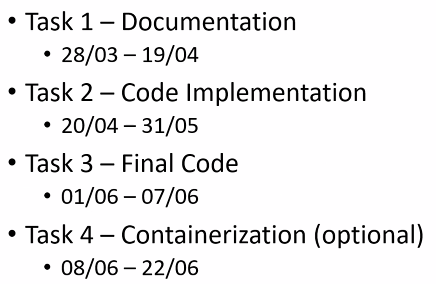 • Task 1 – Documentation
• 28/03 – 19/04
• Task 2 – Code Implementation
• 20/04 – 31/05
• Task 3 – Final Code
• 01/06 – 07/06
• Task 4 – Containerization (optional)
• 08/06 – 22/06